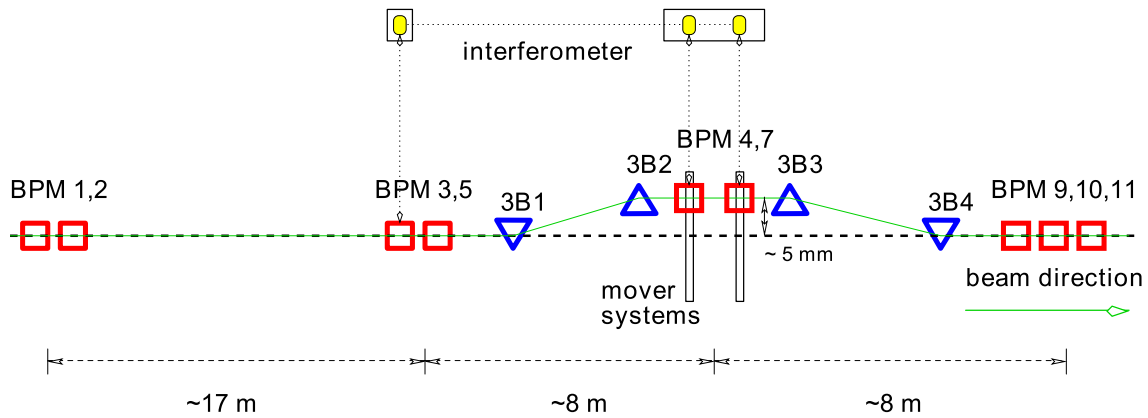 interferometer
BPM 4,7
3B2
3B3
BPM 1,2
BPM 3,5
3B1
3B4
BPM 9,10,11
~ 5 mm
beam direction
mover
systems
~17 m
~8 m
~8 m